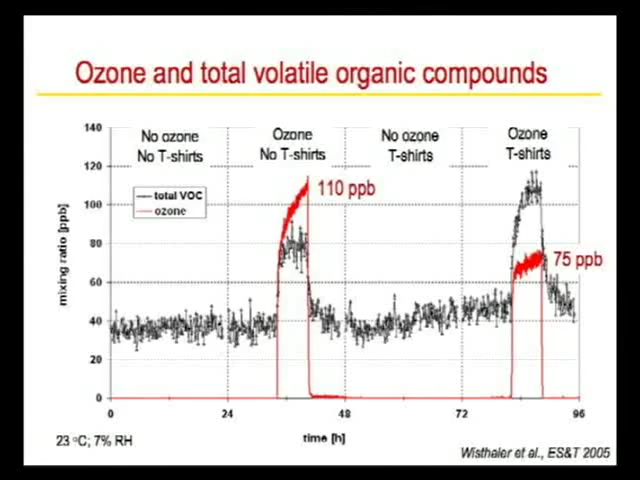 Ozone and total volatile organic compounds
No ozone
No T-shirts
Ozone
No T-shirts
No ozone
T-shirts
Ozone
T-shirts
140
120
100
80
60
40
20
0
mixing ratio [ppb]
total VOC
ozone
110 ppb
75 ppb
0
24
48
72
96
time [h]
23 °C; 7% RH
Wisthaler et al., ES&T 2005